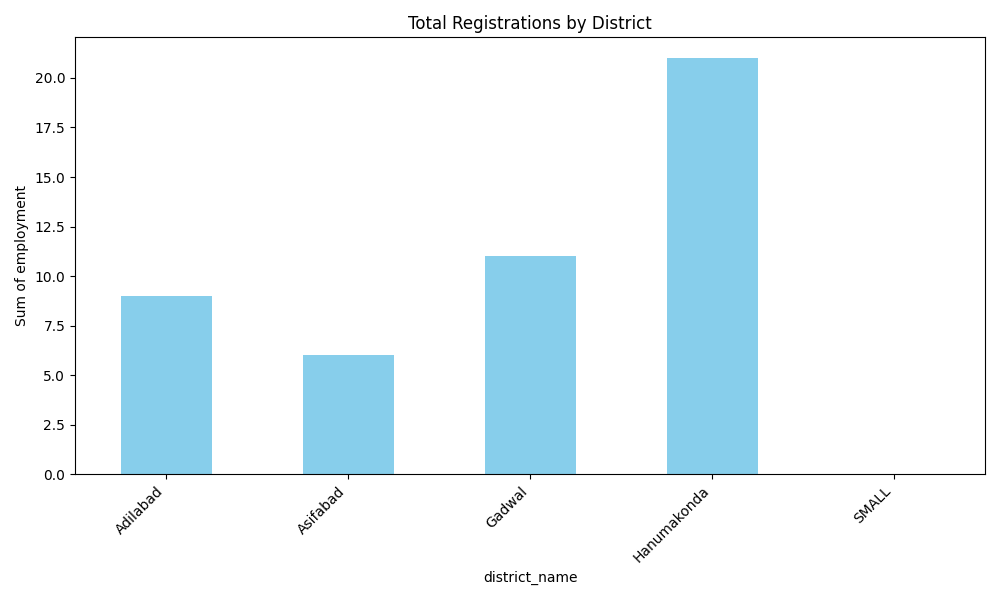 Total Registrations by District
Sum of employment
20.0
17.5
15.0
12.5
10.0
7.5
5.0
2.5
0.0
Adilabad
Asifabad
Gadwal
Hanumakonda
SMALL
district_name